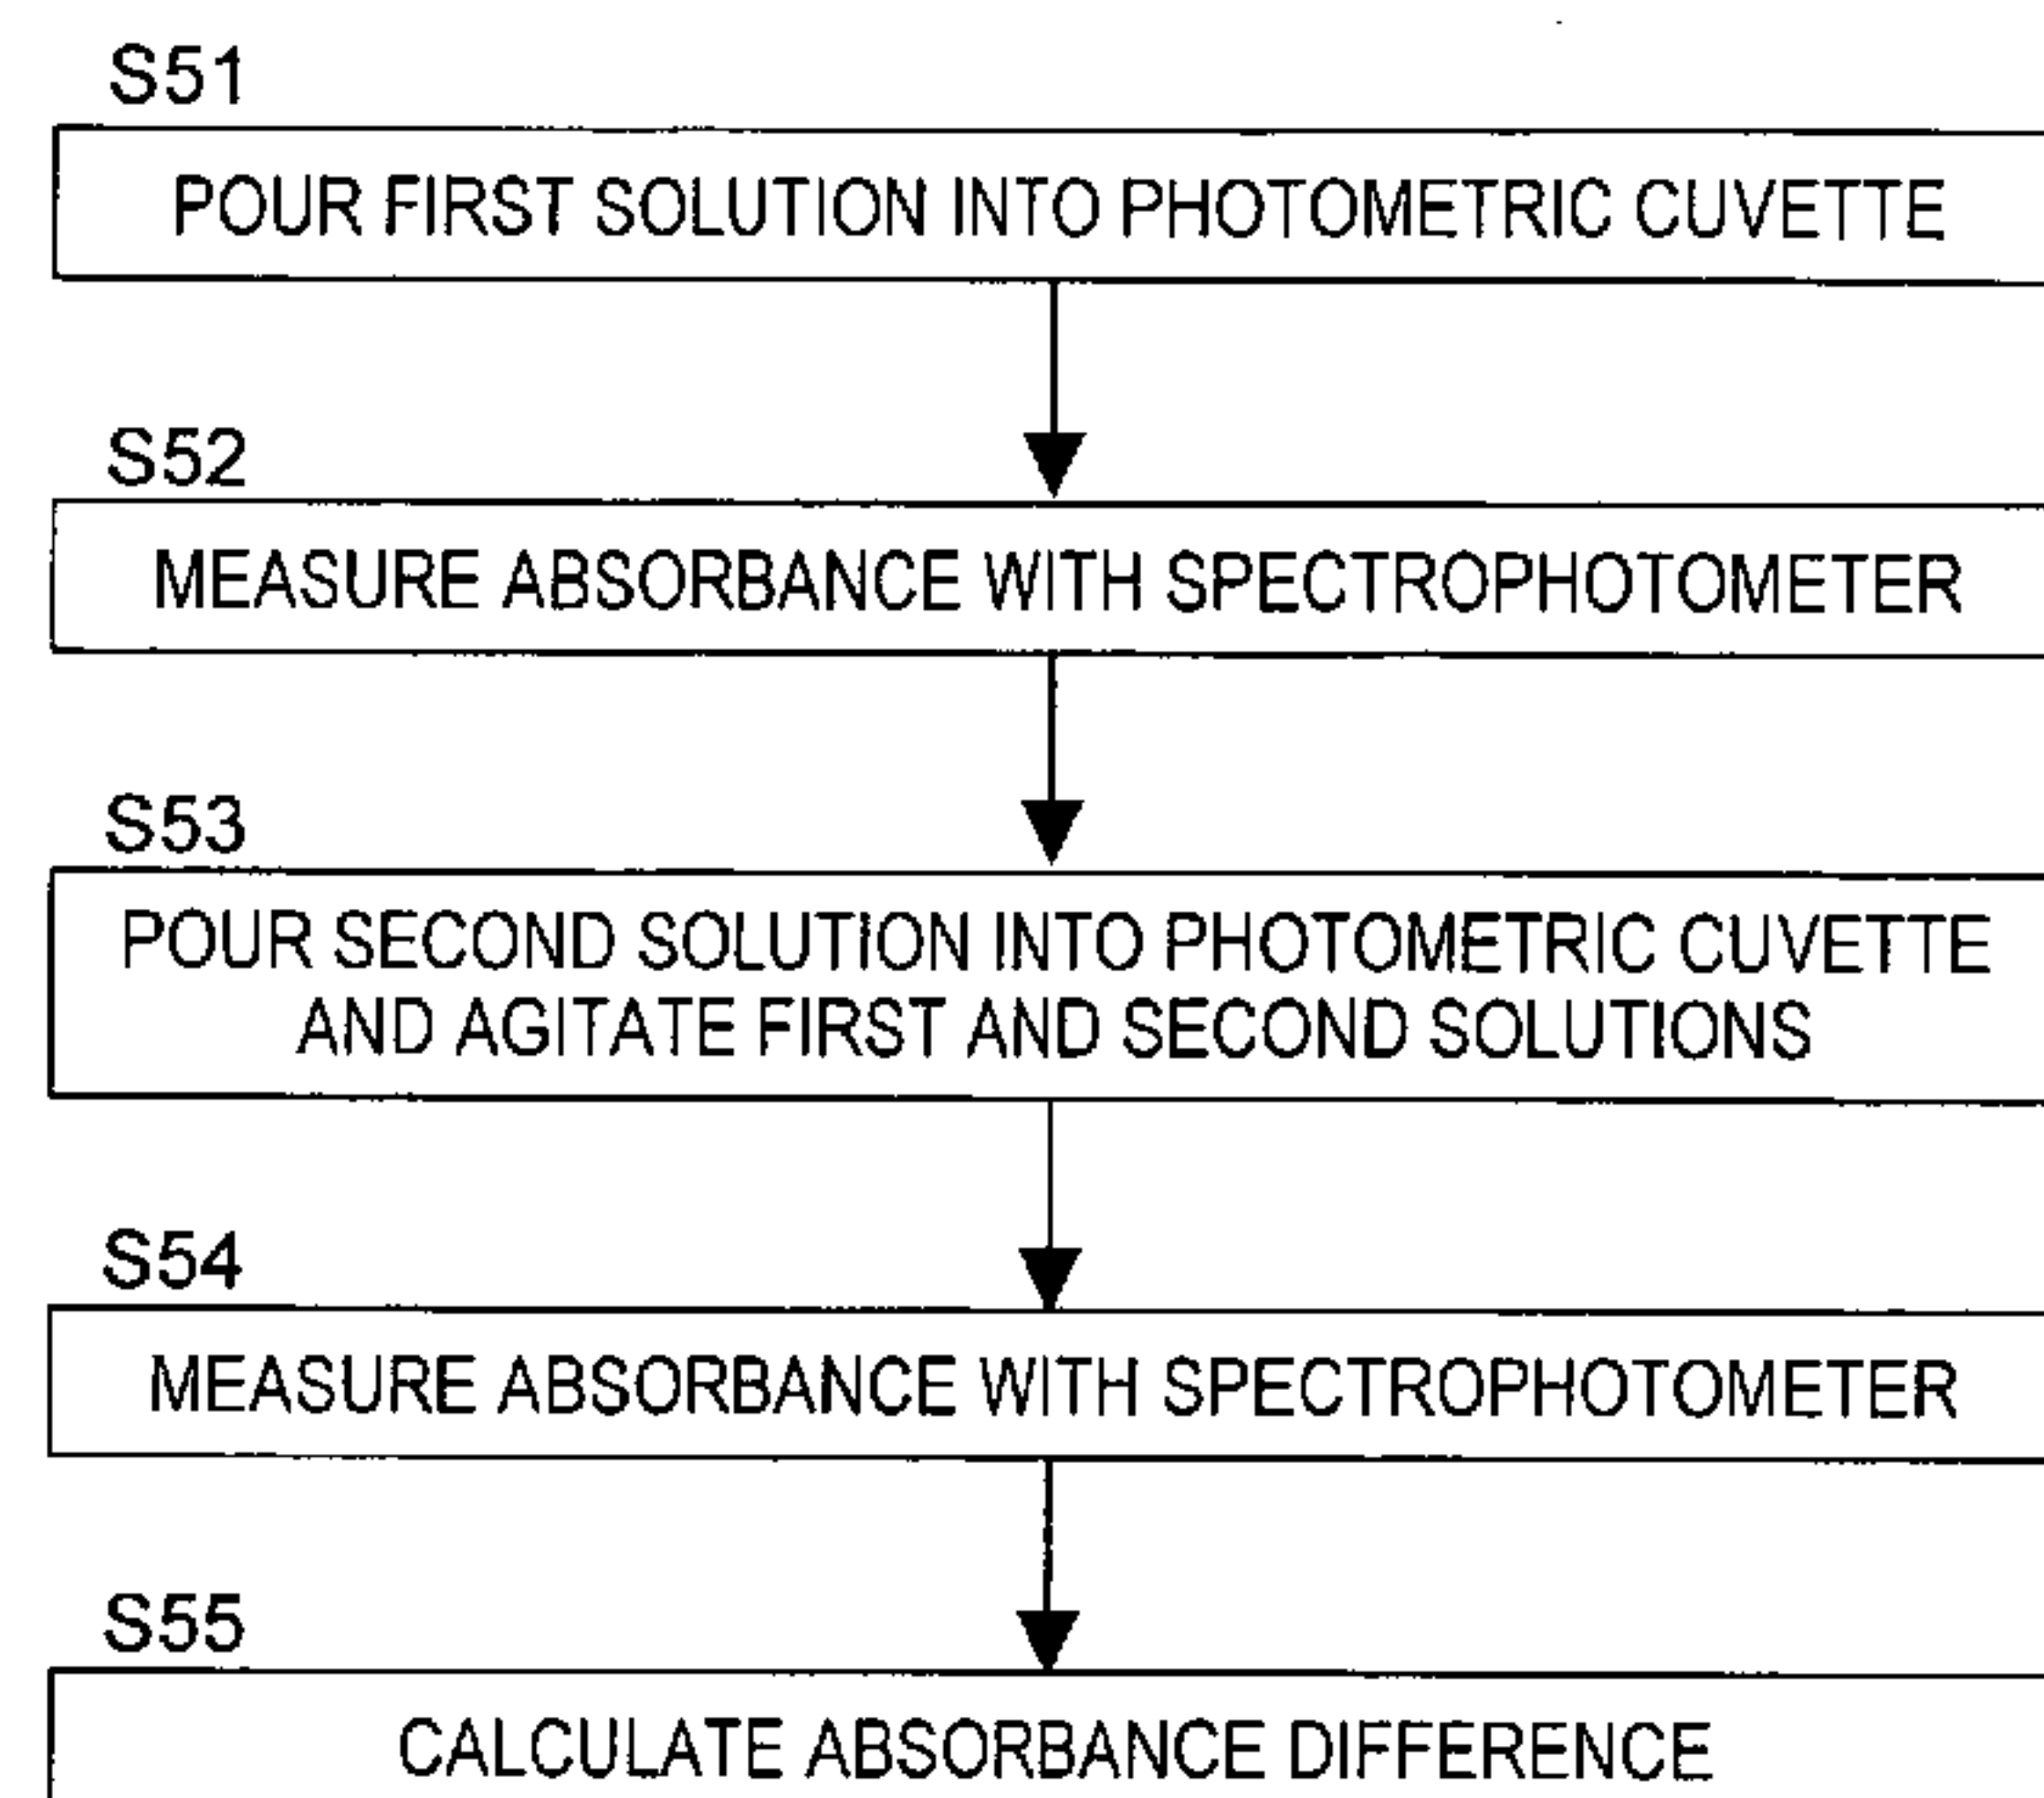 S51
POUR FIRST SOLUTION INTO PHOTOMETRIC CUVETTE
S52
MEASURE ABSORBANCE WITH SPECTROPHOTOMETER
S53
POUR SECOND SOLUTION INTO PHOTOMETRIC CUVETTE
AND AGITATE FIRST AND SECOND SOLUTIONS
S54
MEASURE ABSORBANCE WITH SPECTROPHOTOMETER
S55
CALCULATE ABSORBANCE DIFFERENCE